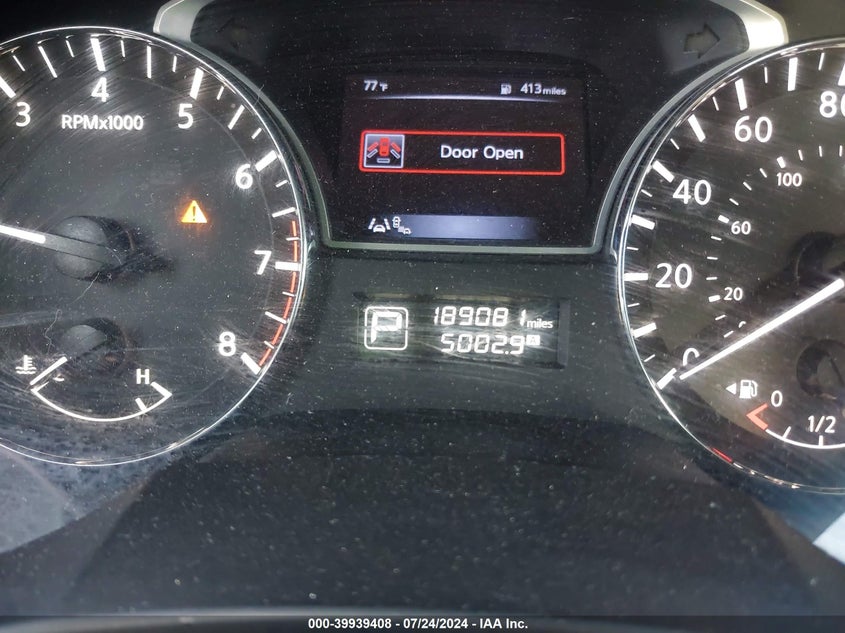 77°F 413 miles
3 4 5 6 7 8
RPMx1000
Door Open
P
189081 miles
5002.9 A
H
0 20 40 60 80
20 60 100
0 1/2
000-39939408 - 07/24/2024 - IAA Inc.